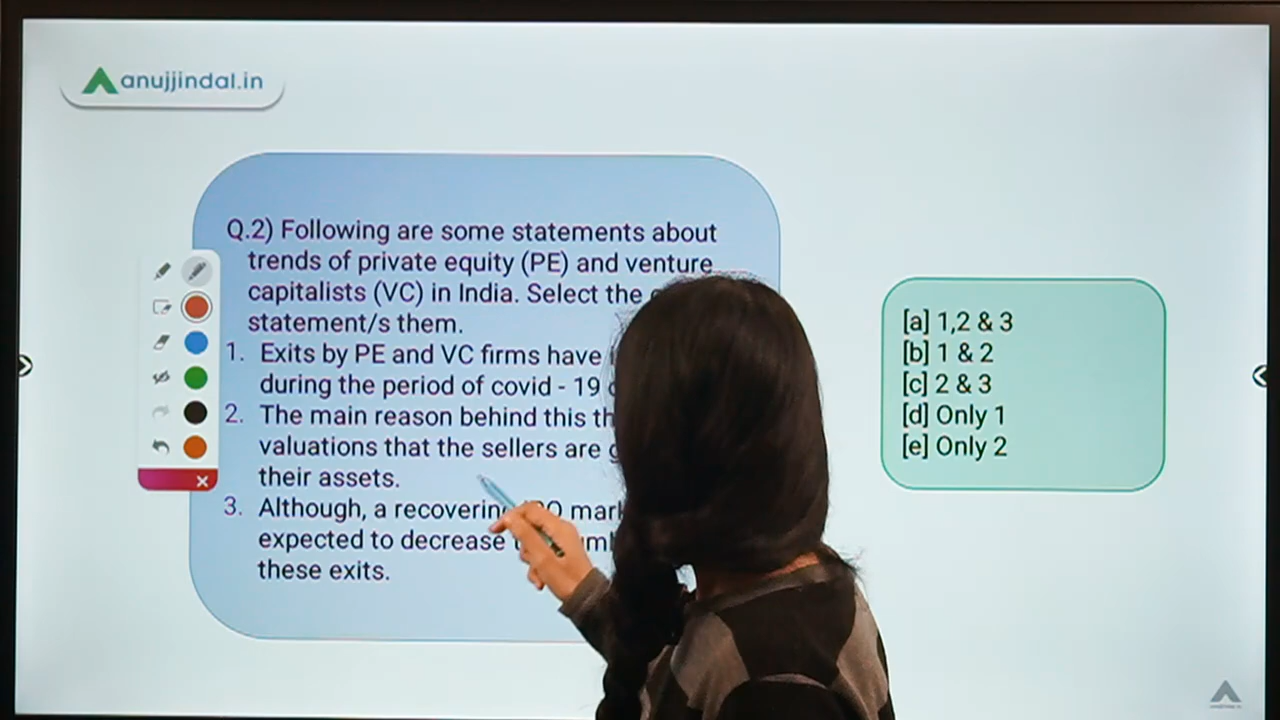 anujjindal.in
Q.2) Following are some statements about
trends of private equity (PE) and venture
capitalists (VC) in India. Select the
statement/s them.
1. Exits by PE and VC firms have
during the period of covid - 19
2. The main reason behind this
valuations that the sellers are
their assets.
3. Although, a recovering IPO
expected to decrease
these exits.
[a] 1,2 & 3
[b] 1 & 2
[c] 2 & 3
[d] Only 1
[e] Only 2